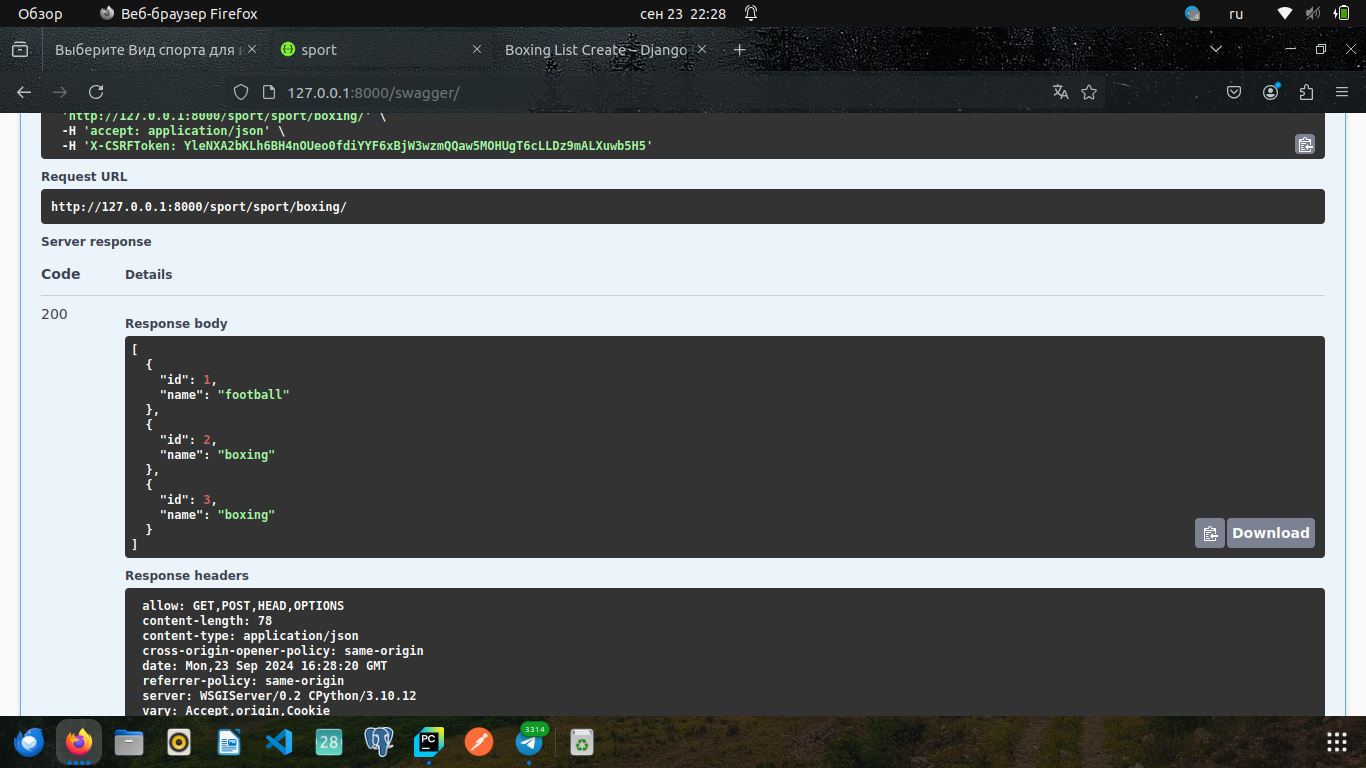 Обзор
Веб-браузер Firefox
сен 23 22:28
4
ru
Выберите Вид спорта для
sport
Boxing List Create – Django
127.0.0.1:8000/swagger/
'http://127.0.0.1:8000/sport/sport/boxing/' \
-H 'accept: application/json' \
-H 'X-CSRFToken: YleNXA2bKLh6BH4nOUeo0fdiYYF6xBjW3wzmQQaw5MOHUgT6cLLDz9mALXuwb5H5'
Request URL
http://127.0.0.1:8000/sport/sport/boxing/
Server response
Code
Details
200
Response body
[
{
"id": 1,
"name": "football"
},
{
"id": 2,
"name": "boxing"
},
{
"id": 3,
"name": "boxing"
}
]
Download
Response headers
allow: GET,POST,HEAD,OPTIONS
content-length: 78
content-type: application/json
cross-origin-opener-policy: same-origin
date: Mon,23 Sep 2024 16:28:20 GMT
referrer-policy: same-origin
server: WSGIServer/0.2 CPython/3.10.12
vary: Accept,origin,Cookie
28
PC
3314